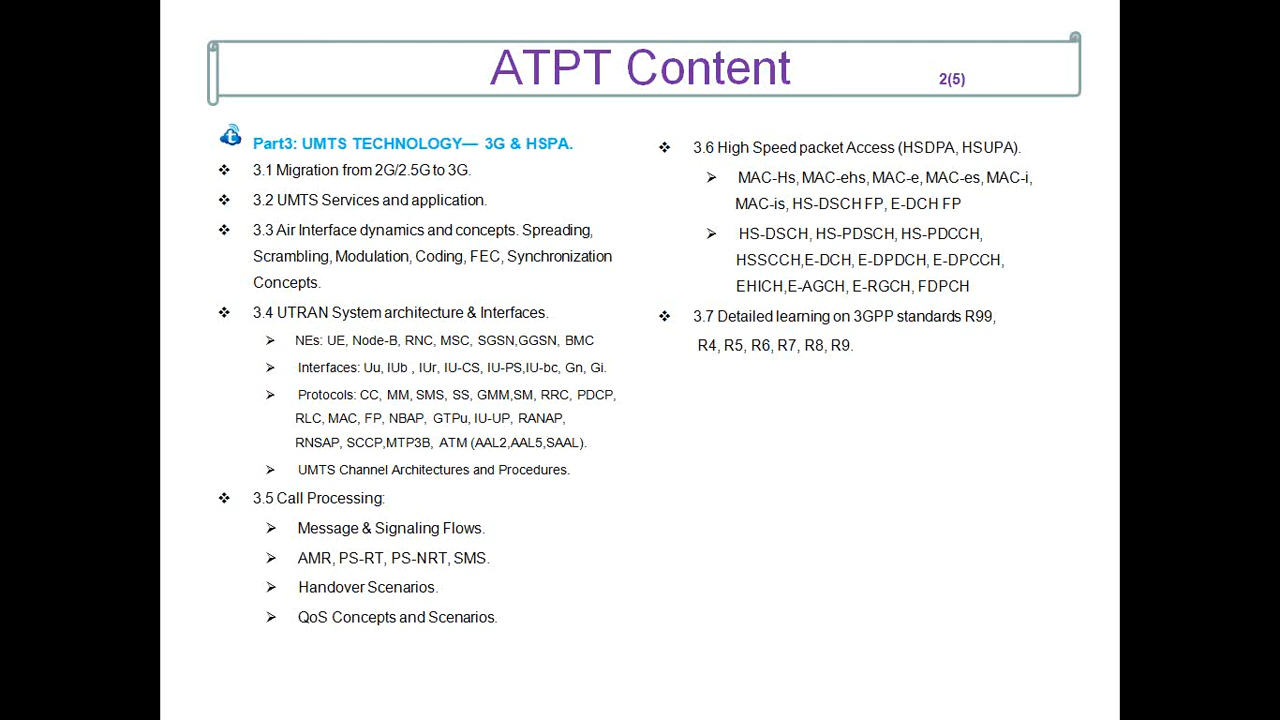 ATPT Content
2(5)
Part3: UMTS TECHNOLOGY— 3G & HSPA.
3.1 Migration from 2G/2.5G to 3G.
3.2 UMTS Services and application.
3.3 Air Interface dynamics and concepts. Spreading,
Scrambling, Modulation, Coding, FEC, Synchronization
Concepts.
3.4 UTRAN System architecture & Interfaces.
NEs: UE, Node-B, RNC, MSC, SGSN,GGSN, BMC
Interfaces: Uu, IUb , IUr, IU-CS, IU-PS,IU-bc, Gn, Gi.
Protocols: CC, MM, SMS, SS, GMM,SM, RRC, PDCP,
RLC, MAC, FP, NBAP, GTPu, IU-UP, RANAP,
RNSAP, SCCP,MTP3B, ATM (AAL2,AAL5,SAAL).
UMTS Channel Architectures and Procedures.
3.5 Call Processing:
Message & Signaling Flows.
AMR, PS-RT, PS-NRT, SMS.
Handover Scenarios.
QoS Concepts and Scenarios.
3.6 High Speed packet Access (HSDPA, HSUPA).
MAC-Hs, MAC-ehs, MAC-e, MAC-es, MAC-i,
MAC-is, HS-DSCH FP, E-DCH FP
HS-DSCH, HS-PDSCH, HS-PDCCH,
HSSCCH,E-DCH, E-DPDCH, E-DPCCH,
EHICH,E-AGCH, E-RGCH, FDPCH
3.7 Detailed learning on 3GPP standards R99,
R4, R5, R6, R7, R8, R9.